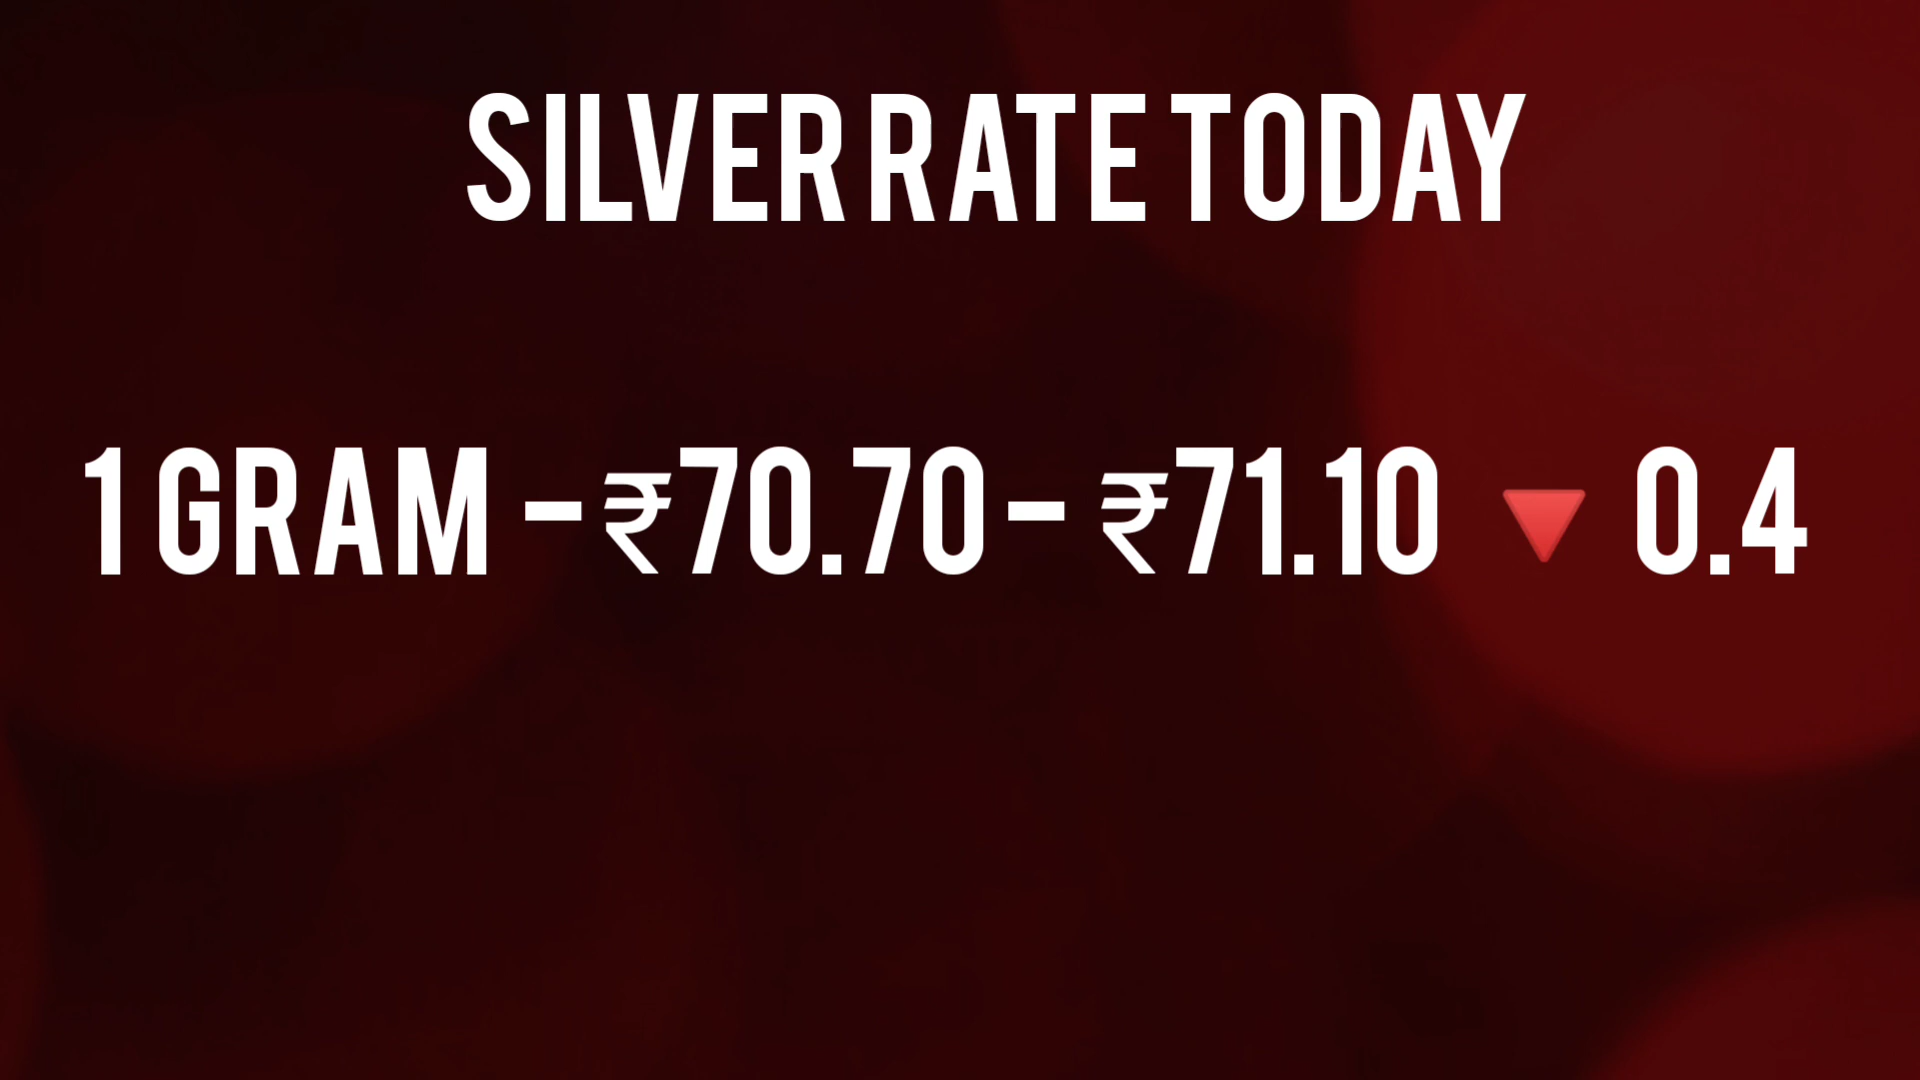 SILVER RATE TODAY
1 GRAM - ₹70.70 - ₹71.10 🔻 0.4